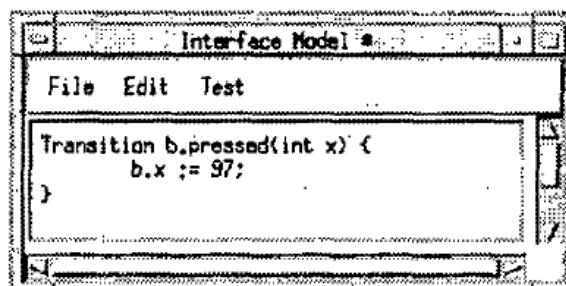 Interface Model *
File Edit Test
Transition b.pressed(int x) {
b.x := 97;
}